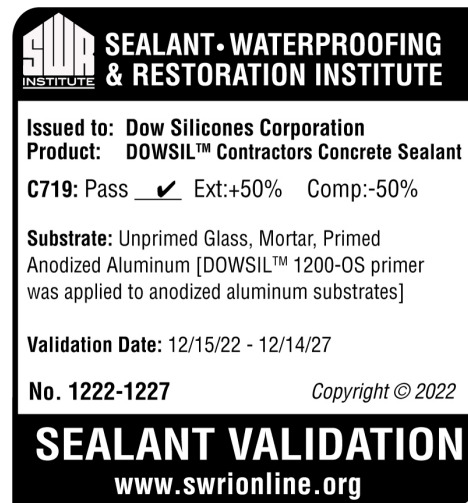 SWR
INSTITUTE
SEALANT • WATERPROOFING
& RESTORATION INSTITUTE
Issued to: Dow Silicones Corporation
Product: DOWSIL™ Contractors Concrete Sealant
C719: Pass ✔ Ext:+50% Comp:-50%
Substrate: Unprimed Glass, Mortar, Primed
Anodized Aluminum [DOWSIL™ 1200-OS primer
was applied to anodized aluminum substrates]
Validation Date: 12/15/22 - 12/14/27
No. 1222-1227 Copyright © 2022
SEALANT VALIDATION
www.swrionline.org